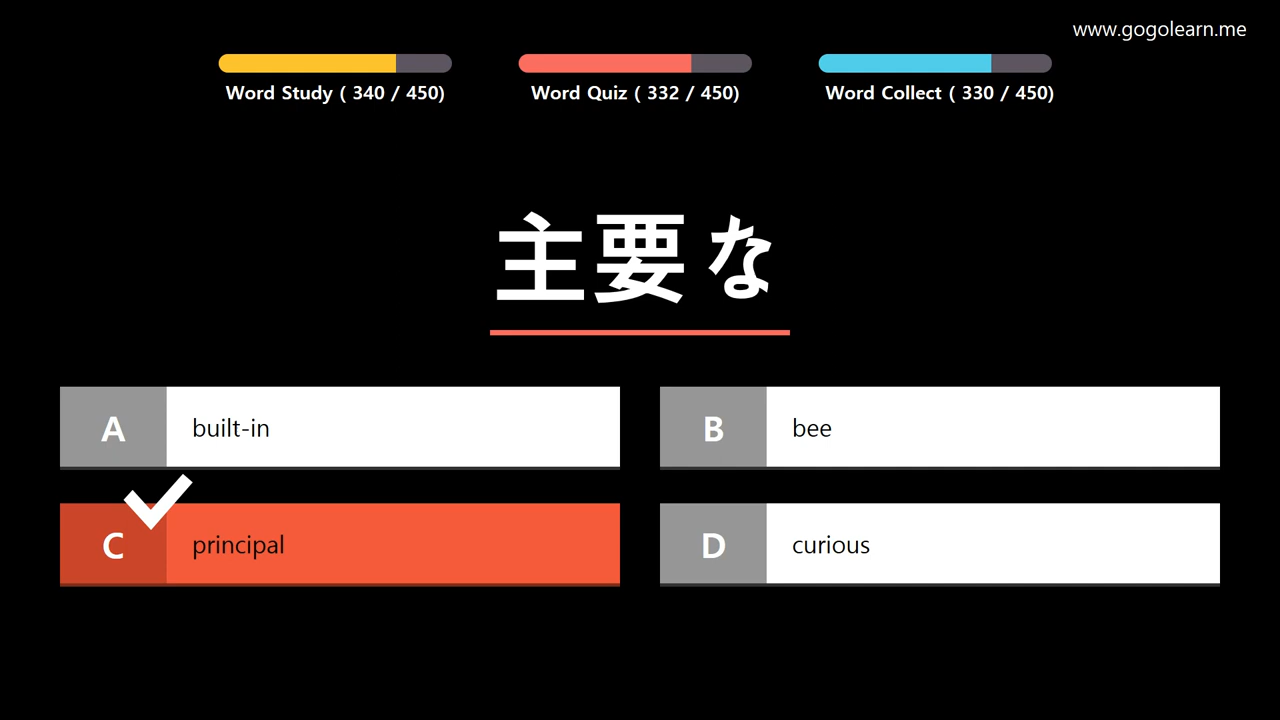 www.gogolearn.me
Word Study ( 340 / 450)
Word Quiz ( 332 / 450)
Word Collect ( 330 / 450)
主要な
A built-in
B bee
C principal
D curious